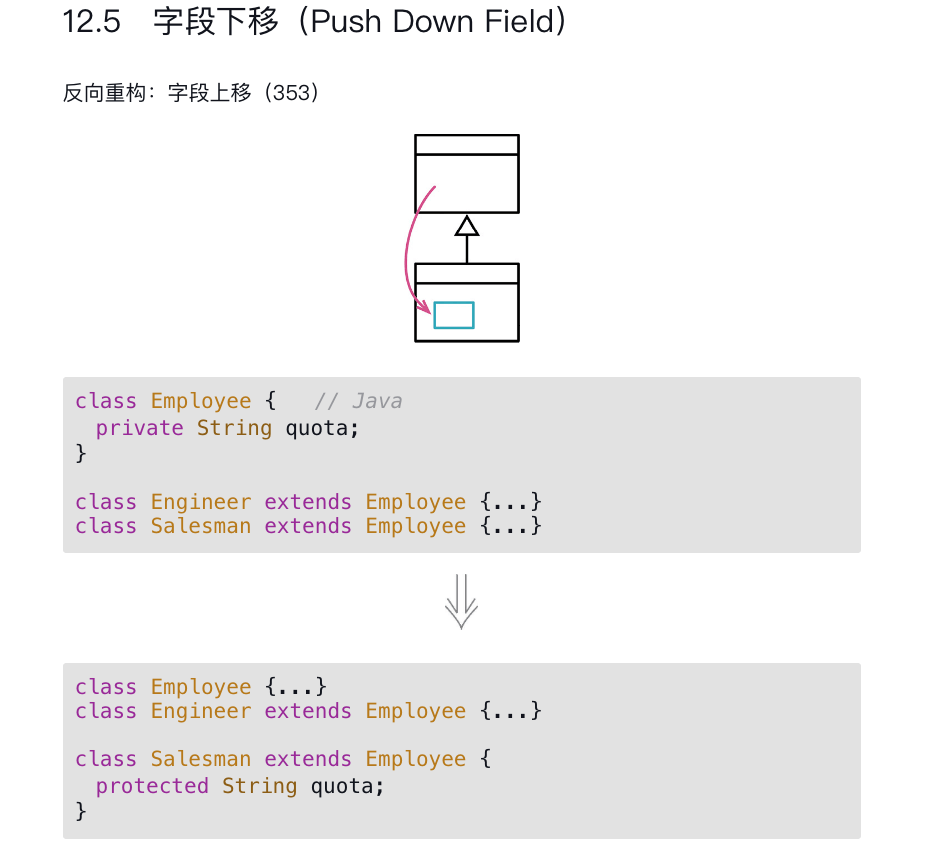 12.5 字段下移（Push Down Field）
反向重构：字段上移（353）
class Employee {   // Java
  private String quota;
}
class Engineer extends Employee {...}
class Salesman extends Employee {...}
class Employee {...}
class Engineer extends Employee {...}
class Salesman extends Employee {
  protected String quota;
}